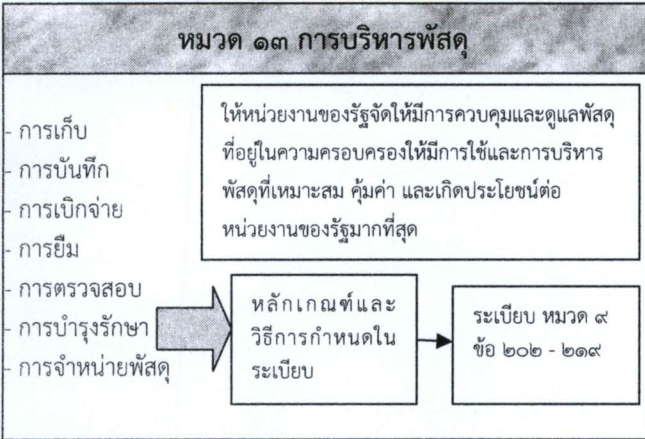 หมวด ๑๓ การบริหารพัสดุ
- การเก็บ
- การบันทึก
- การเบิกจ่าย
- การยืม
- การตรวจสอบ
- การบำรุงรักษา
- การจำหน่ายพัสดุ
ให้หน่วยงานของรัฐจัดให้มีการควบคุมและดูแลพัสดุ
ที่อยู่ในความครอบครองให้มีการใช้และการบริหาร
พัสดุที่เหมาะสม คุ้มค่า และเกิดประโยชน์ต่อ
หน่วยงานของรัฐมากที่สุด
หลักเกณฑ์และ
วิธีการกำหนดใน
ระเบียบ
ระเบียบ หมวด ๙
ข้อ ๒๐๒ - ๒๑๙